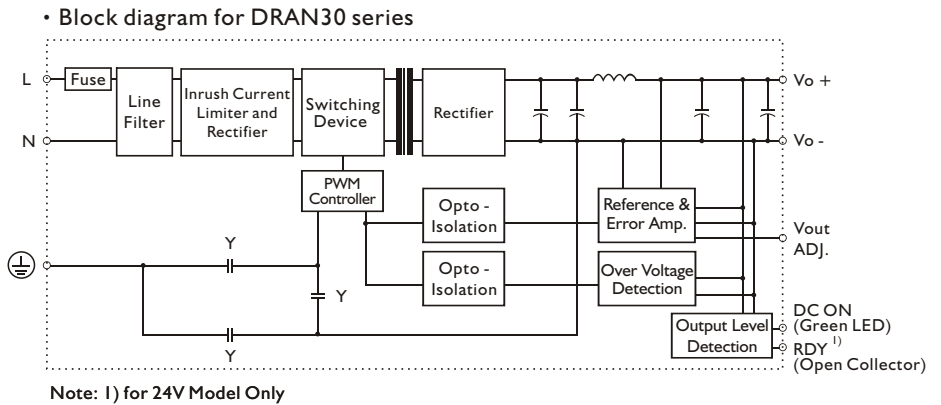 • Block diagram for DRAN30 series
L
Fuse
Line
Filter
Inrush Current
Limiter and
Rectifier
Switching
Device
Rectifier
Vo +
N
Vo -
PWM
Controller
Opto -
Isolation
Reference &
Error Amp.
Vout
ADJ.
Y
Opto -
Isolation
Over Voltage
Detection
Y
Y
Output Level
Detection
DC ON
(Green LED)
RDY 1)
(Open Collector)
Note: 1) for 24V Model Only